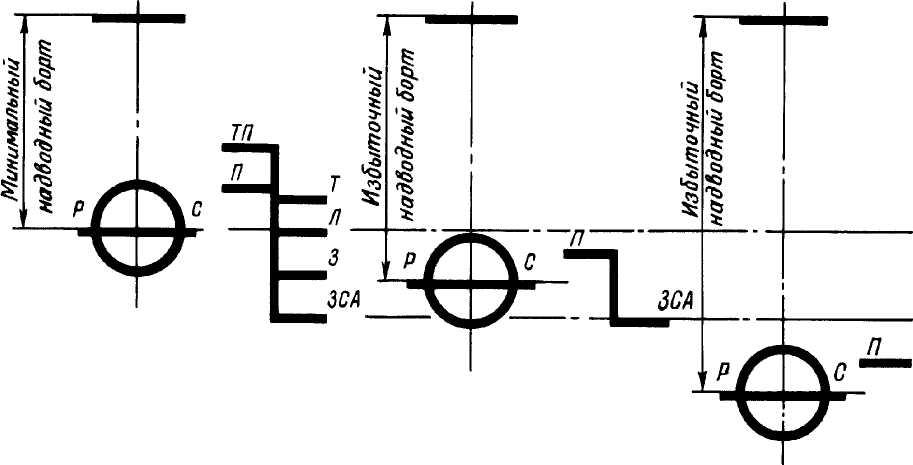 Минимальный
надводный борт
Р
С
ТП
П
Т
Л
З
ЗСА
Избыточный
надводный борт
Р
С
П
ЗСА
Избыточный
надводный борт
Р
С
П